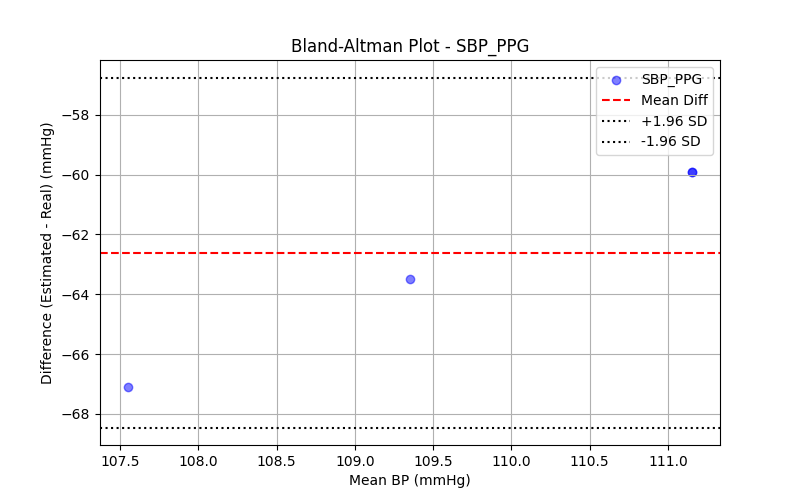 Bland-Altman Plot - SBP_PPG
SBP_PPG
Mean Diff
+1.96 SD
-1.96 SD
Difference (Estimated - Real) (mmHg)
−58
−60
−62
−64
−66
−68
107.5 108.0 108.5 109.0 109.5 110.0 110.5 111.0
Mean BP (mmHg)